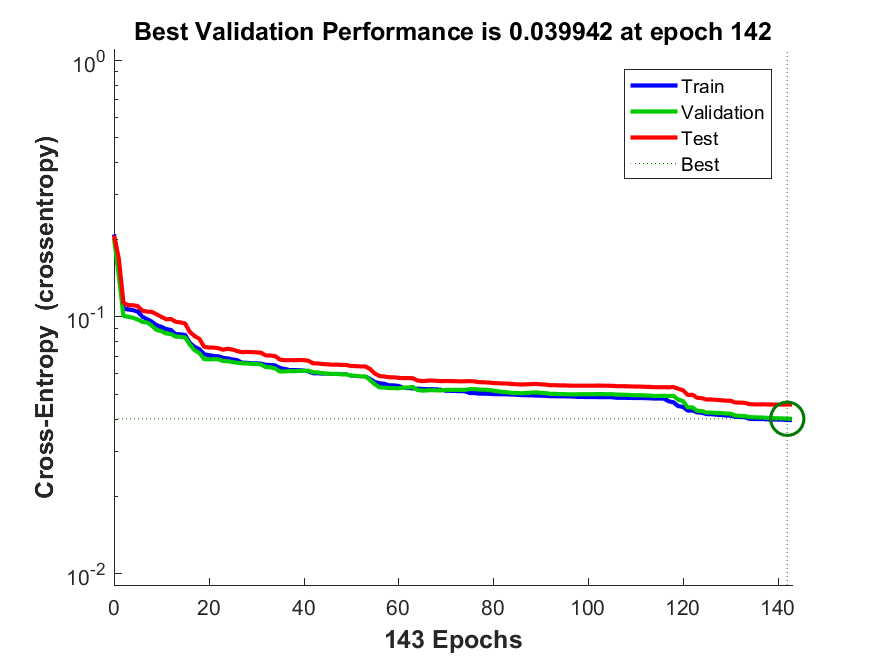 Best Validation Performance is 0.039942 at epoch 142
10^0
10^-1
10^-2
Cross-Entropy (crossentropy)
Train
Validation
Test
Best
0 20 40 60 80 100 120 140
143 Epochs